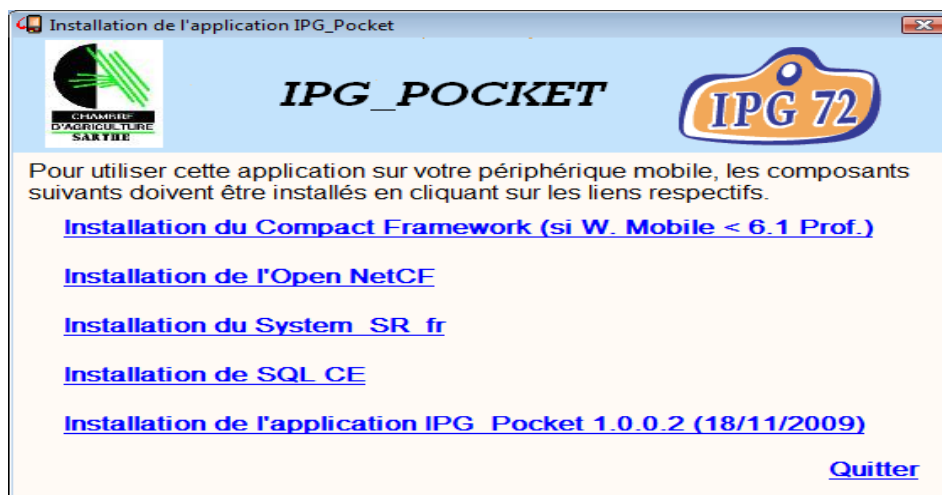 Installation de l'application IPG_Pocket
CHAMBRE
D'AGRICULTURE
SARTHE
IPG_POCKET
IPG 72
Pour utiliser cette application sur votre périphérique mobile, les composants
suivants doivent être installés en cliquant sur les liens respectifs.
Installation du Compact Framework (si W. Mobile < 6.1 Prof.)
Installation de l'Open NetCF
Installation du System_SR_fr
Installation de SQL CE
Installation de l'application IPG_Pocket 1.0.0.2 (18/11/2009)
Quitter